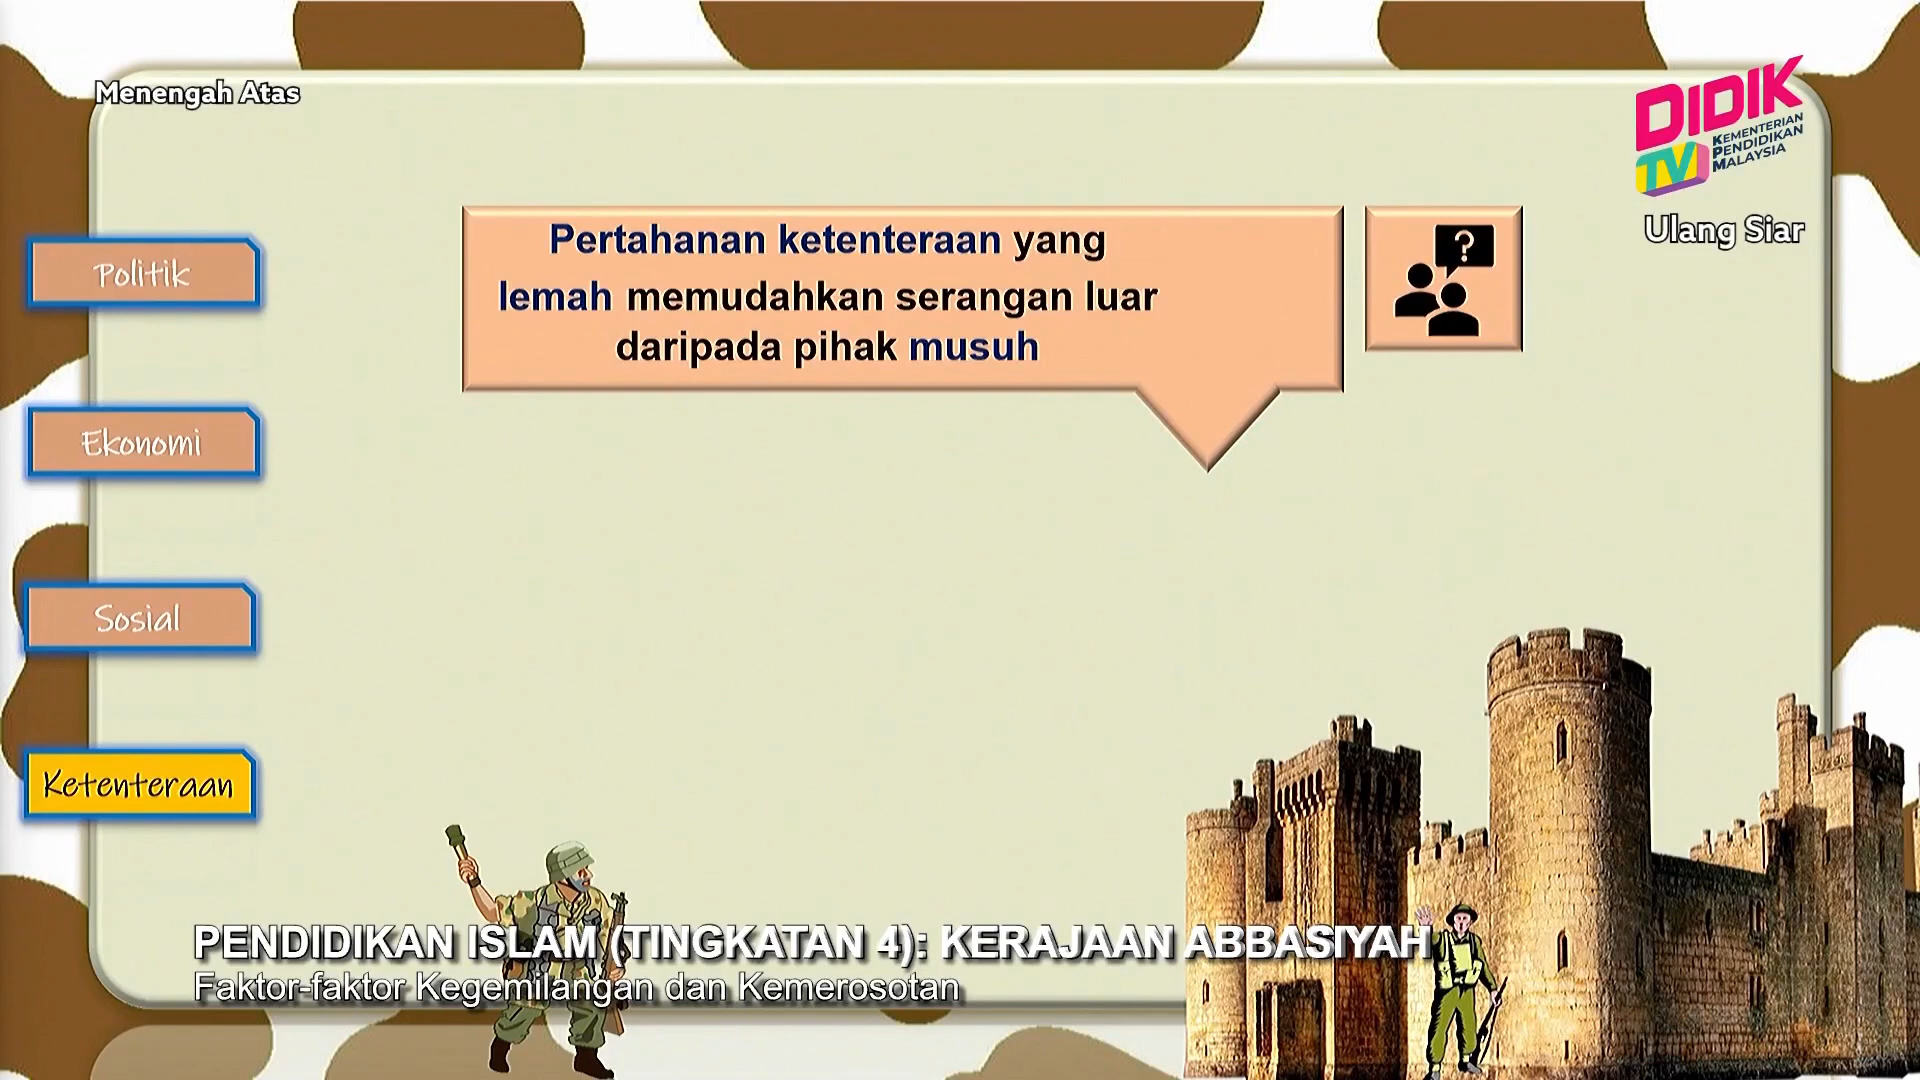 Menengah Atas
DIDIK
TV
KEMENTERIAN
PENDIDIKAN
MALAYSIA
Ulang Siar
Pertahanan ketenteraan yang
lemah memudahkan serangan luar
daripada pihak musuh
?
Politik
Ekonomi
Sosial
Ketenteraan
PENDIDIKAN ISLAM (TINGKATAN 4): KERAJAAN ABBASIYAH
Faktor-faktor Kegemilangan dan Kemerosotan